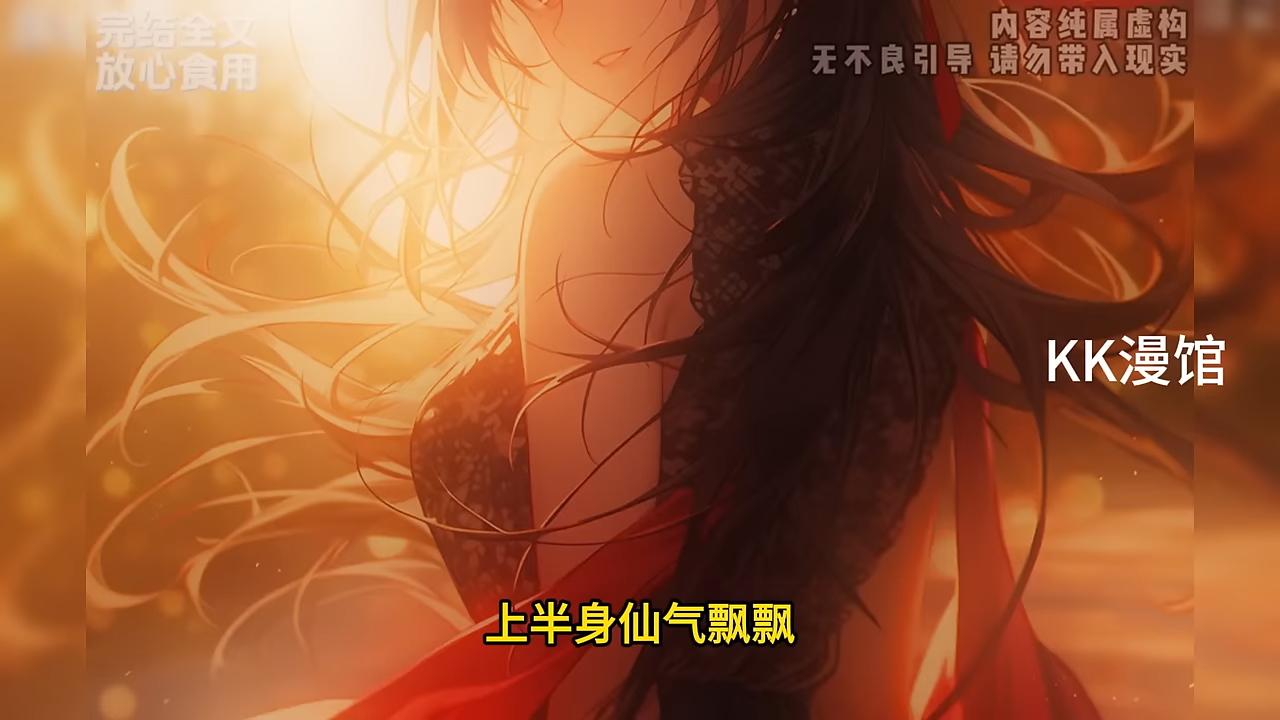 完结全文
放心食用
内容纯属虚构
无不良引导 请勿带入现实
KK漫馆
上半身仙气飘飘